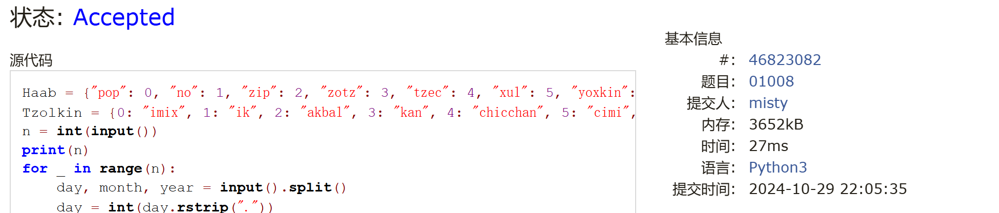 状态: Accepted
源代码
Haab = {"pop": 0, "no": 1, "zip": 2, "zotz": 3, "tzec": 4, "xul": 5, "yoxkin":
Tzolkin = {0: "imix", 1: "ik", 2: "akbal", 3: "kan", 4: "chicchan", 5: "cimi",
n = int(input())
print(n)
for _ in range(n):
    day, month, year = input().split()
    day = int(day.rstrip("."))
基本信息
#: 46823082
题目: 01008
提交人: misty
内存: 3652kB
时间: 27ms
语言: Python3
提交时间: 2024-10-29 22:05:35